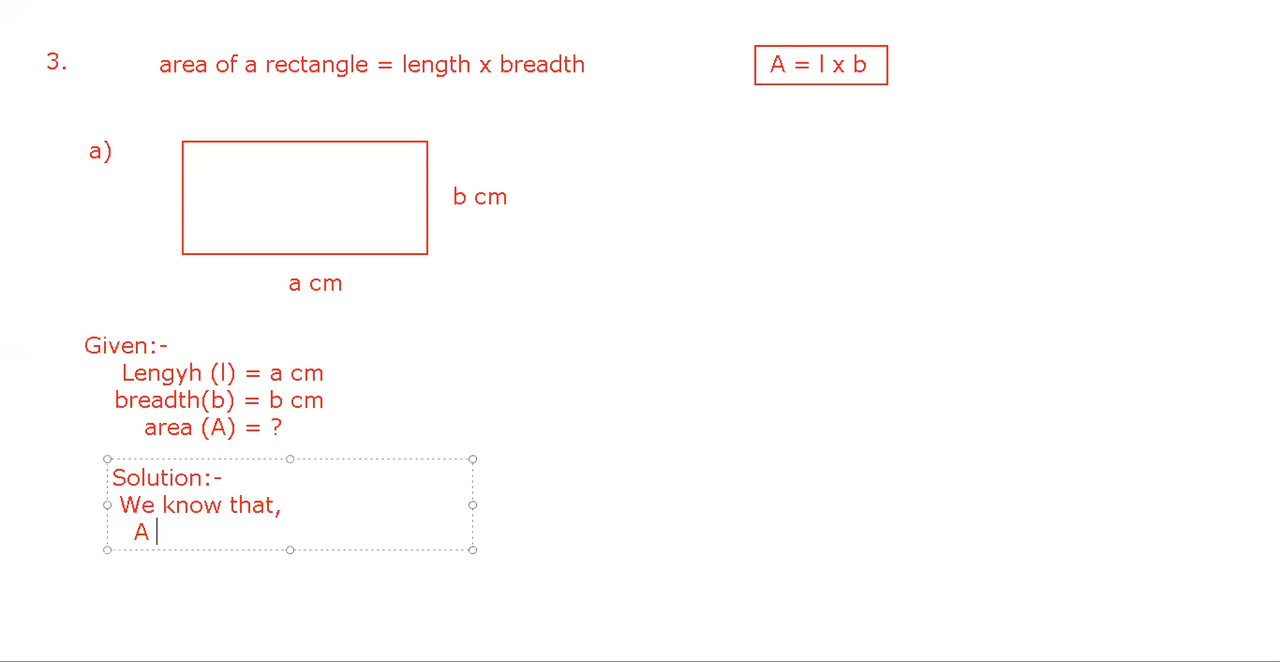 3. area of a rectangle = length x breadth A = l x b
a)
b cm
a cm
Given:-
Lengyh (l) = a cm
breadth(b) = b cm
area (A) = ?
Solution:-
We know that,
A